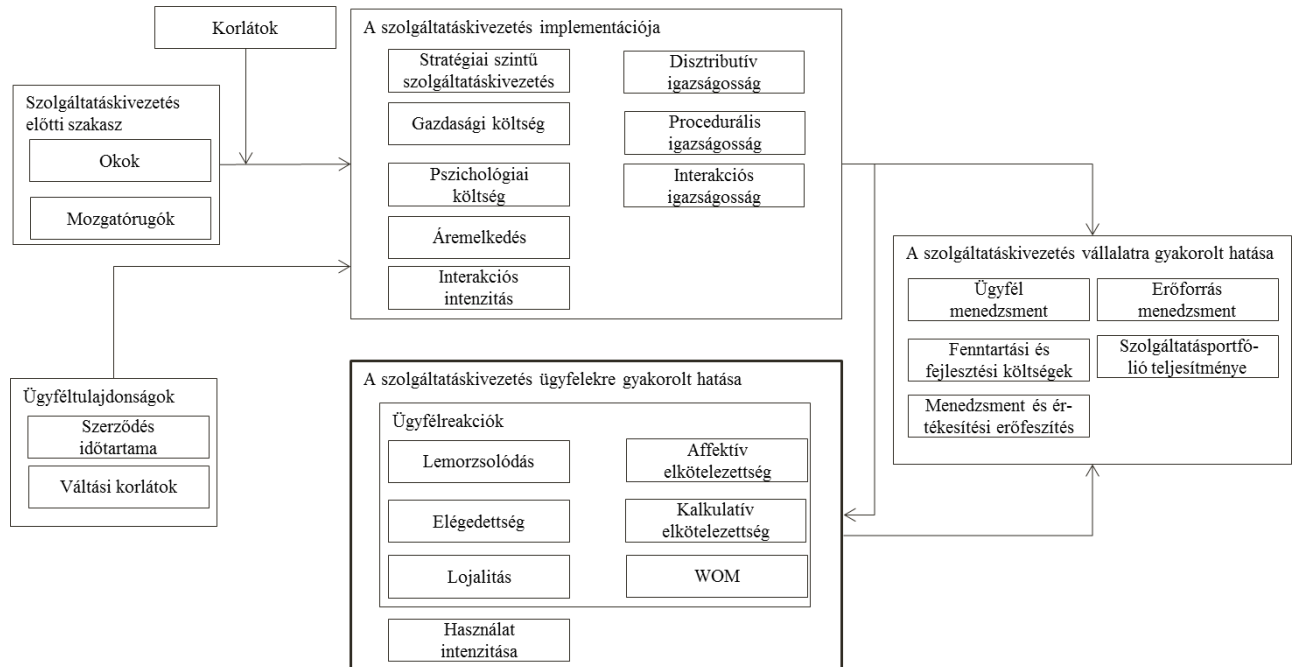 Korlátok
Szolgáltatáskivezetés
előtti szakasz
Okok
Mozgatórugók
Ügyféltulajdonságok
Szerződés
időtartama
Váltási korlátok
A szolgáltatáskivezetés implementációja
Stratégiai szintű
szolgáltatáskivezetés
Gazdasági költség
Pszichológiai
költség
Áremelkedés
Interakciós
intenzitás
Disztributív
igazságosság
Procedurális
igazságosság
Interakciós
igazságosság
A szolgáltatáskivezetés ügyfelekre gyakorolt hatása
Ügyfélreakciók
Lemorzsolódás
Elégedettség
Lojalitás
Affektív
elkötelezettség
Kalkulatív
elkötelezettség
WOM
Használat
intenzitása
A szolgáltatáskivezetés vállalatra gyakorolt hatása
Ügyfél
menedzsment
Fenntartási és
fejlesztési költségek
Menedzsment és ér-
tékesítési erőfeszítés
Erőforrás
menedzsment
Szolgáltatásportfó-
lió teljesítménye